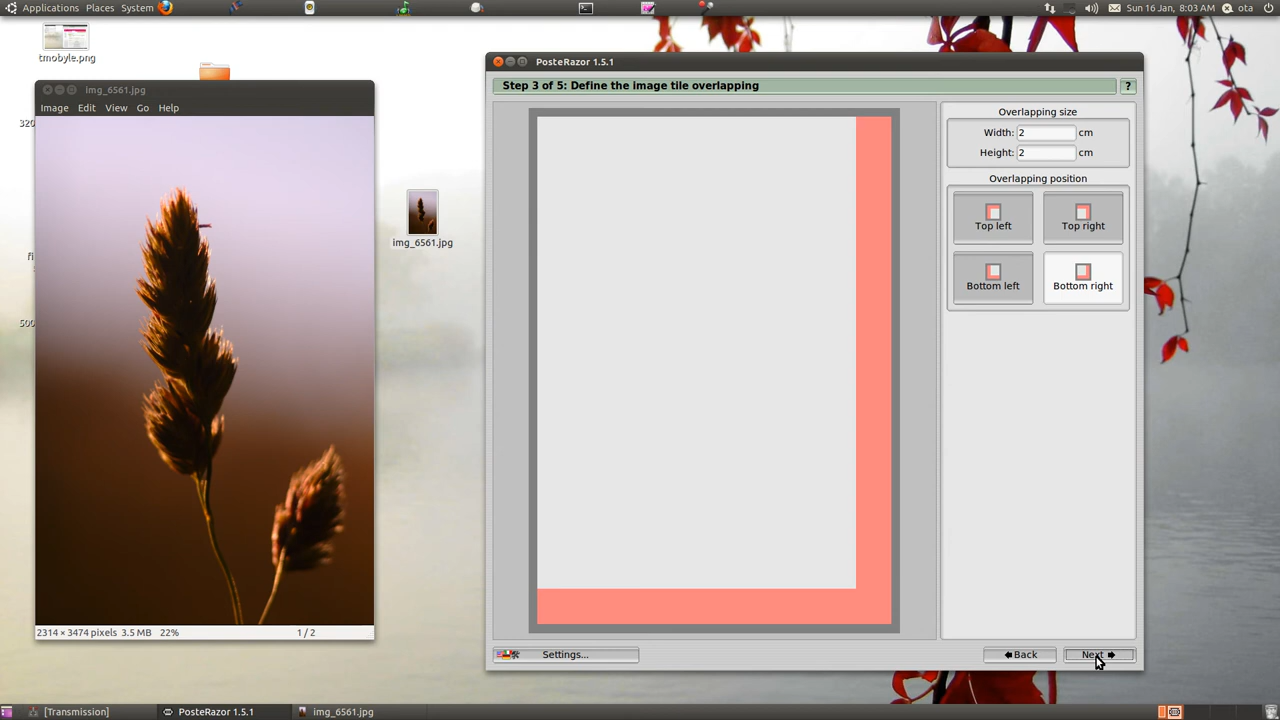 Applications Places System
Sun 16 Jan, 8:03 AM
ota
tmobyle.png
img_6561.jpg
Image Edit View Go Help
320
fi
500
2314 × 3474 pixels 3.5 MB 22%
1 / 2
img_6561.jpg
PosteRazor 1.5.1
Step 3 of 5: Define the image tile overlapping
?
Overlapping size
Width: 2 cm
Height: 2 cm
Overlapping position
Top left
Top right
Bottom left
Bottom right
Settings...
Back
Next
[Transmission]
PosteRazor 1.5.1
img_6561.jpg